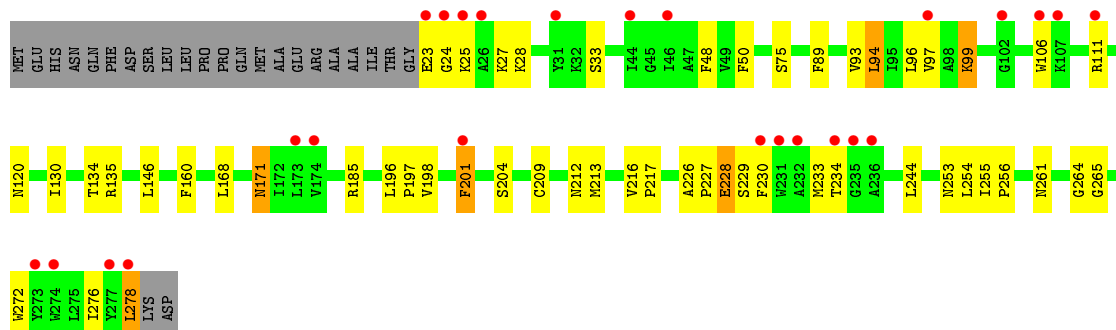 MET GLU HIS ASN GLN PHE ASP SER LEU LEU PRO PRO GLN MET ALA GLU ARG ALA ALA ILE THR GLY E23 G24 K25 A26 K27 K28 Y31 K32 S33 I44 G45 I46 A47 F48 V49 F50 S75 F89 V93 L94 I95 L96 V97 A98 K99 G102 W106 K107 R111
N120 I130 T134 R135 L146 F160 L168 N171 I172 L173 V174 R185 L196 P197 V198 F201 S204 C209 N212 M213 V216 P217 A226 P227 E228 S229 F230 W231 A232 M233 T234 G235 A236 L244 N253 L254 I255 P256 N261 G264 G265
W272 Y273 W274 L275 I276 Y277 L278 LYS ASP